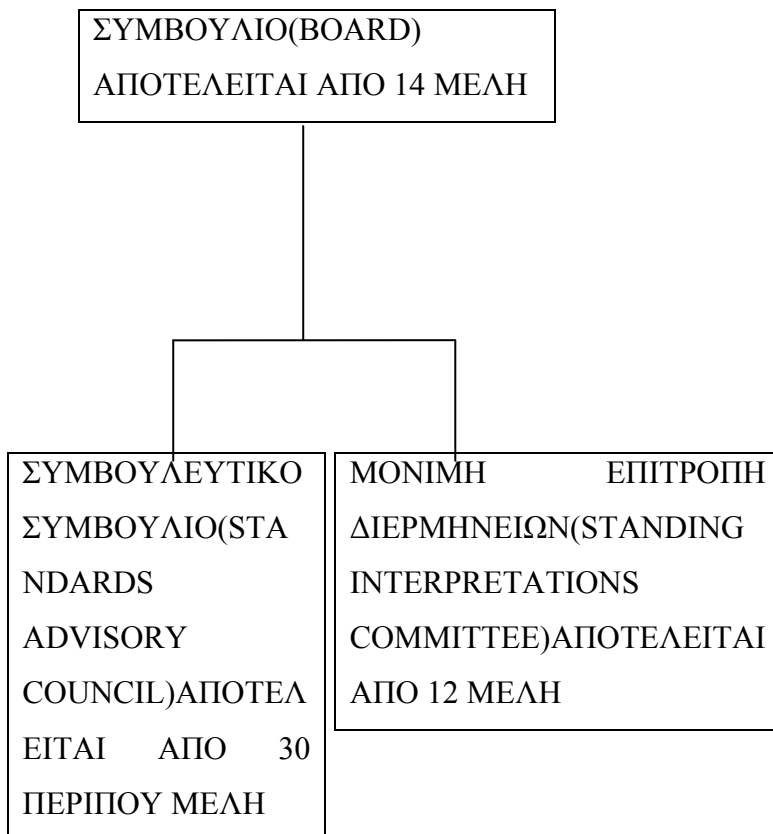 ΣΥΜΒΟΥΛΙΟ(BOARD)
ΑΠΟΤΕΛΕΙΤΑΙ ΑΠΟ 14 ΜΕΛΗ
ΣΥΜΒΟΥΛΕΥΤΙΚΟ
ΣΥΜΒΟΥΛΙΟ(STA
NDARDS
ADVISORY
COUNCIL)ΑΠΟΤΕΛ
ΕΙΤΑΙ ΑΠΟ 30
ΠΕΡΙΠΟΥ ΜΕΛΗ
ΜΟΝΙΜΗ ΕΠΙΤΡΟΠΗ
ΔΙΕΡΜΗΝΕΙΩΝ(STANDING
INTERPRETATIONS
COMMITTEE)ΑΠΟΤΕΛΕΙΤΑΙ
ΑΠΟ 12 ΜΕΛΗ